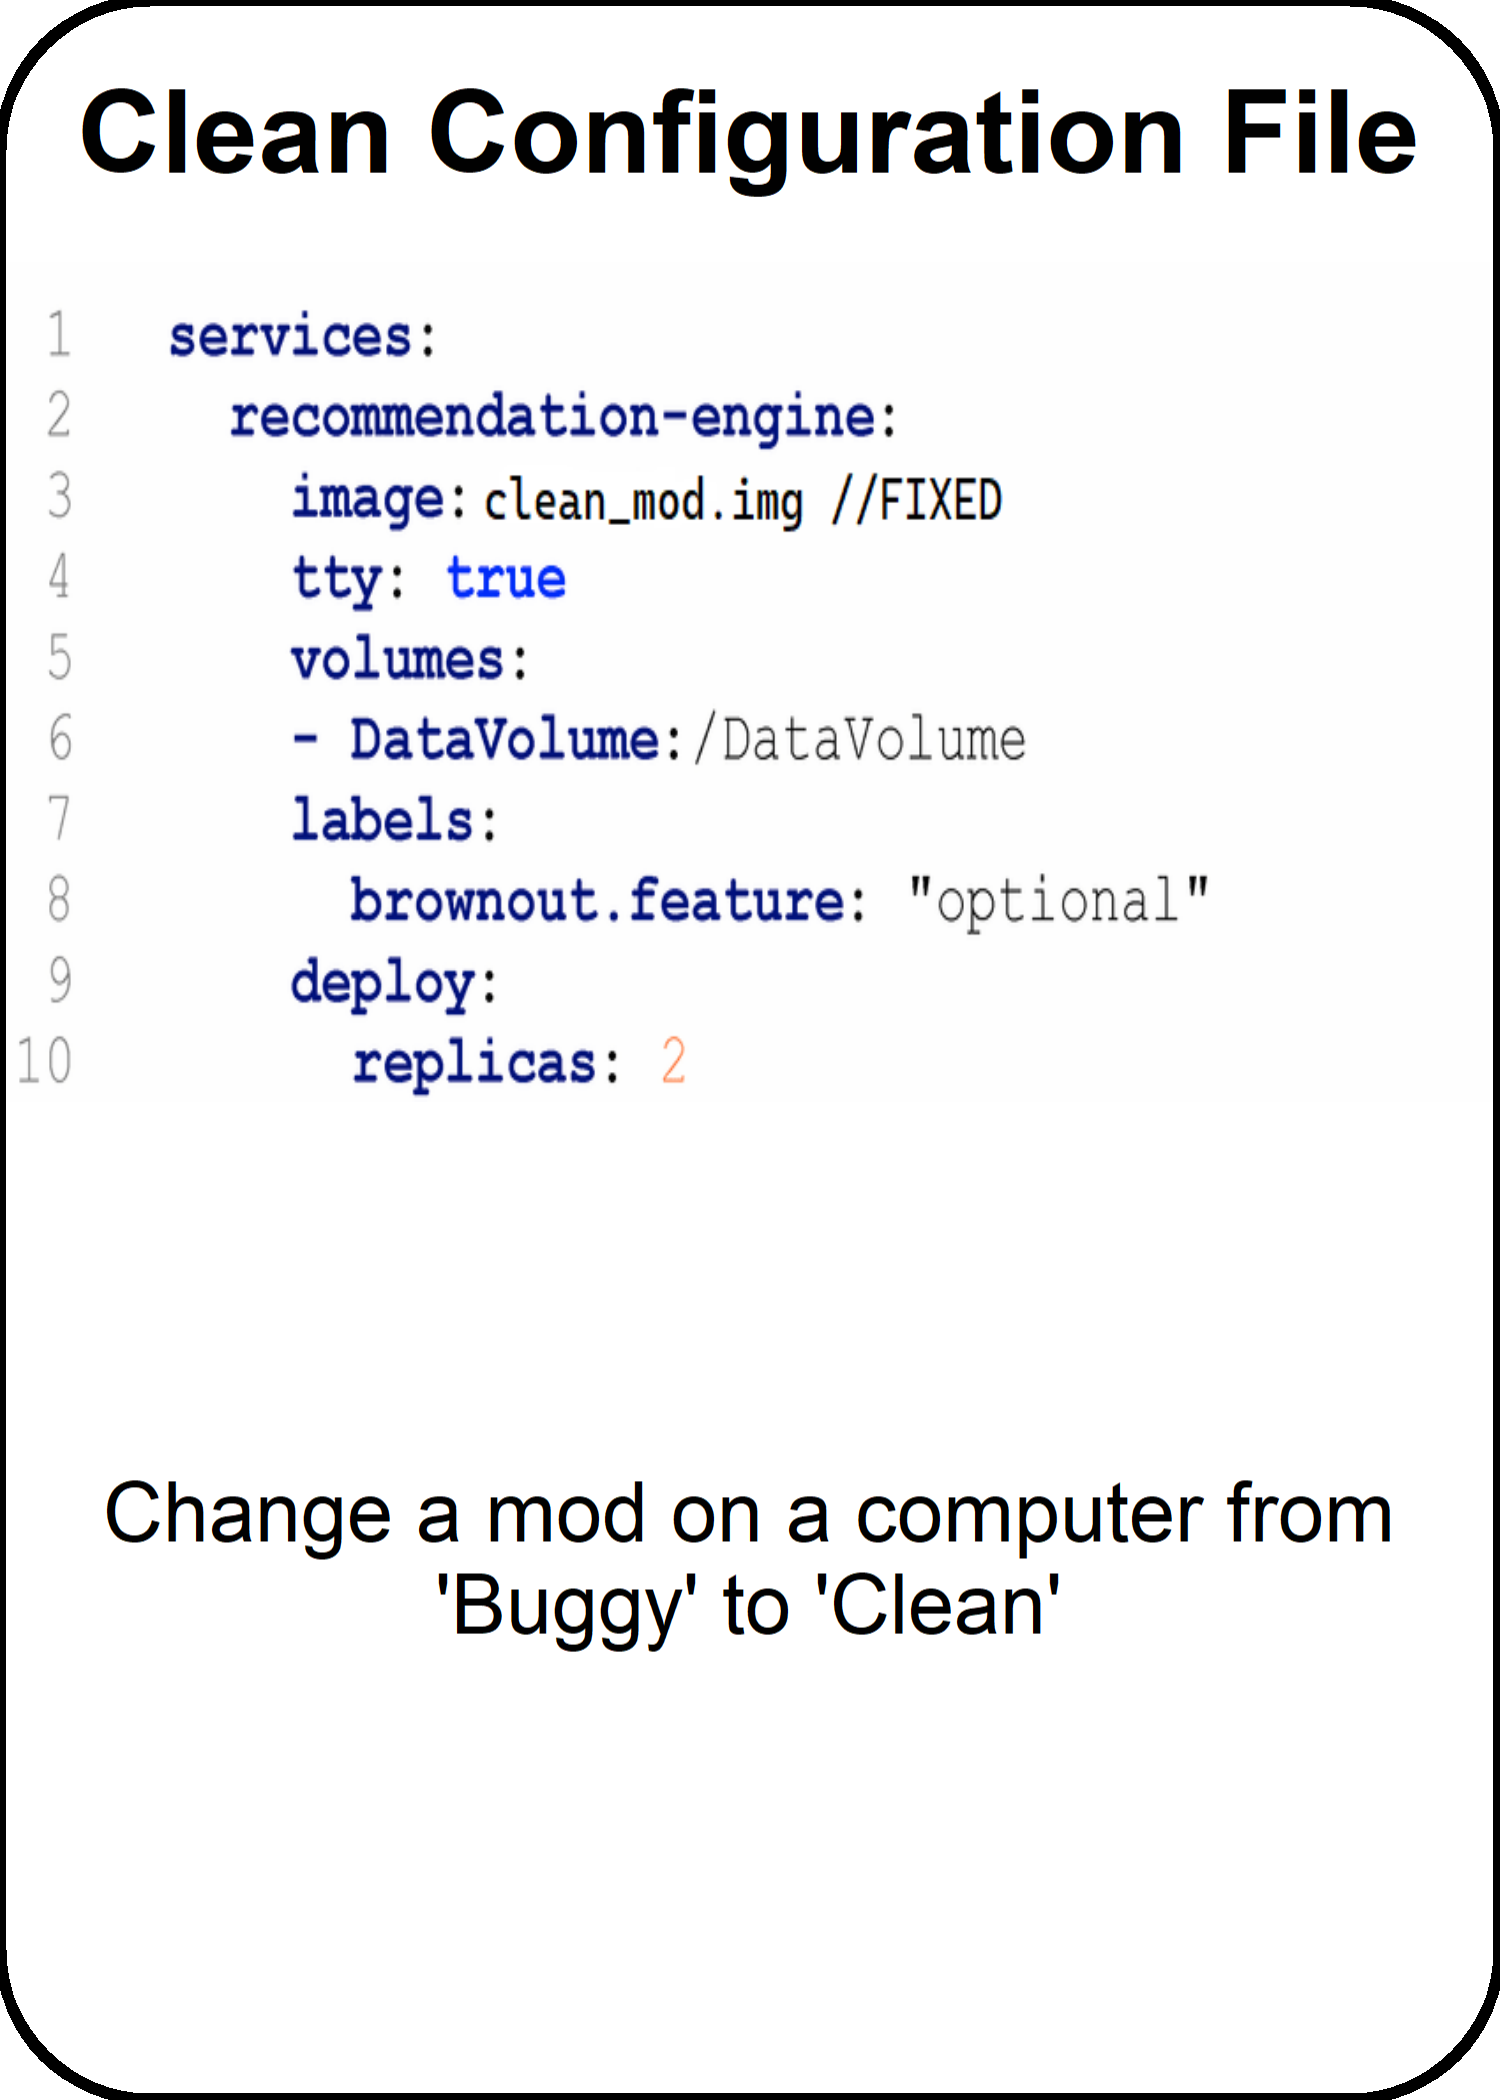 Clean Configuration File
1 services:
2 recommendation-engine:
3 image: clean_mod.img //FIXED
4 tty: true
5 volumes:
6 - DataVolume:/DataVolume
7 labels:
8 brownout.feature: "optional"
9 deploy:
10 replicas: 2
Change a mod on a computer from
'Buggy' to 'Clean'